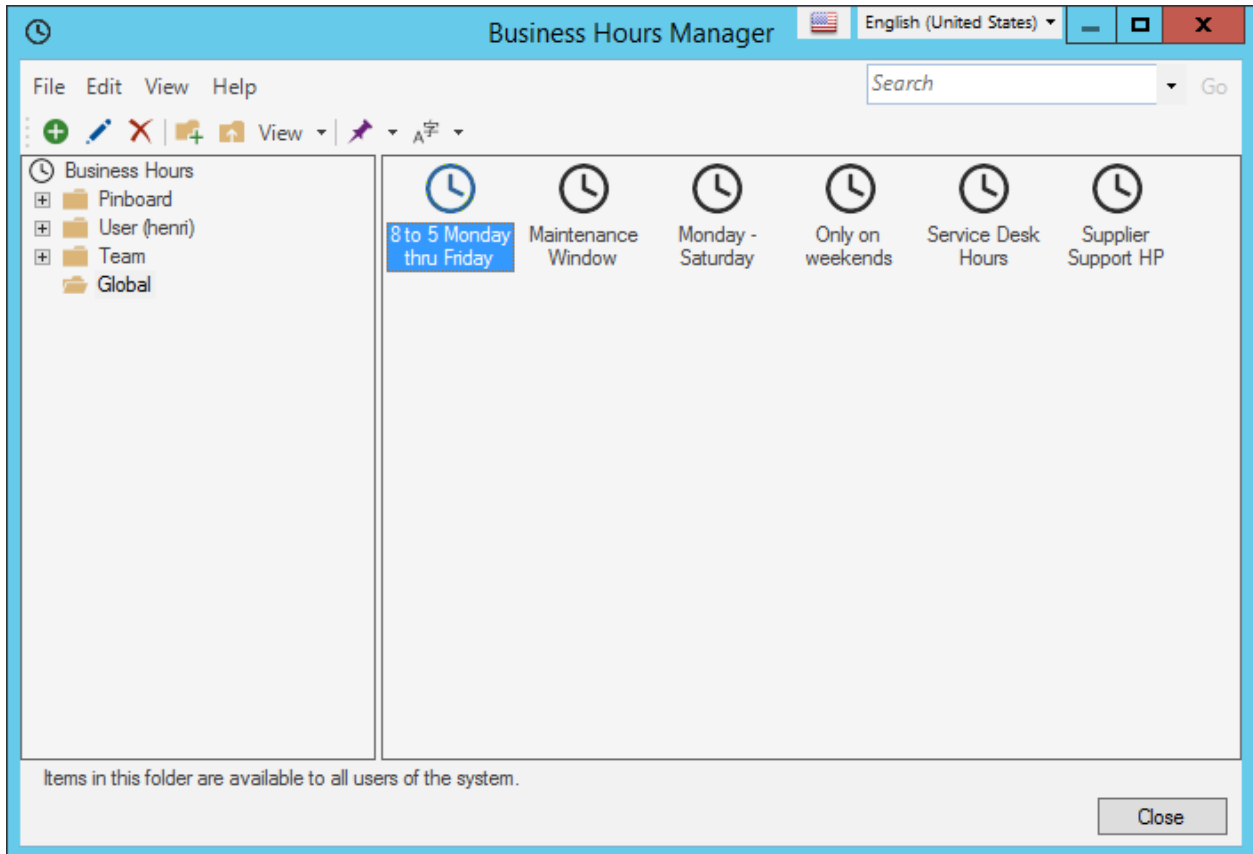 Business Hours Manager
English (United States)
File Edit View Help
Search
Go
View
A字
Business Hours
Pinboard
User (henri)
Team
Global
8 to 5 Monday
thru Friday
Maintenance
Window
Monday -
Saturday
Only on
weekends
Service Desk
Hours
Supplier
Support HP
Items in this folder are available to all users of the system.
Close